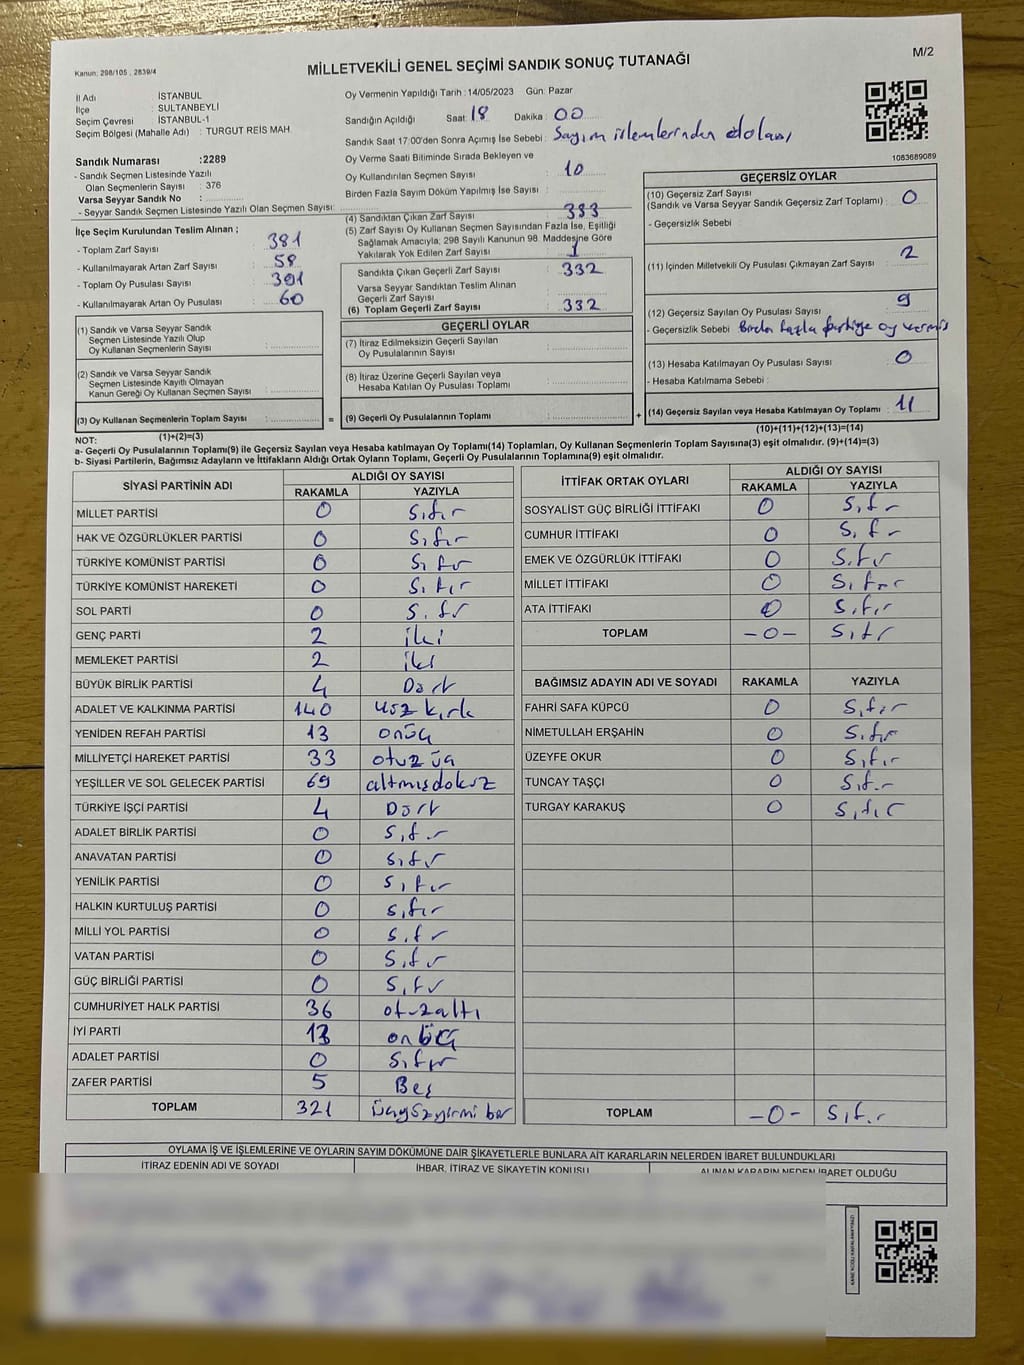 Kanun: 298/105 , 2839/4
MİLLETVEKİLİ GENEL SEÇİMİ SANDIK SONUÇ TUTANAĞI
M/2
İl Adı : İSTANBUL
İlçe : SULTANBEYLİ
Seçim Çevresi : İSTANBUL-1
Seçim Bölgesi (Mahalle Adı) : TURGUT REİS MAH.
Sandık Numarası :2289
- Sandık Seçmen Listesinde Yazılı
Olan Seçmenlerin Sayısı : 376
Varsa Seyyar Sandık No :
- Seyyar Sandık Seçmen Listesinde Yazılı Olan Seçmen Sayısı:
Oy Vermenin Yapıldığı Tarih : 14/05/2023 Gün: Pazar
Sandığın Açıldığı Saat: 18 Dakika : 00
Sandık Saat 17:00'den Sonra Açımış İse Sebebi : Sayım işlemlerinden dolayı
Oy Verme Saati Bitiminde Sırada Bekleyen ve
Oy Kullandırılan Seçmen Sayısı : 10
Birden Fazla Sayım Döküm Yapılmış İse Sayısı :
1083689089
İlçe Seçim Kurulundan Teslim Alınan ;
- Toplam Zarf Sayısı : 381
- Kullanılmayarak Artan Zarf Sayısı : 58
- Toplam Oy Pusulası Sayısı : 391
- Kullanılmayarak Artan Oy Pusulası : 60
(4) Sandıktan Çıkan Zarf Sayısı : 333
(5) Zarf Sayısı Oy Kullanan Seçmen Sayısından Fazla İse, Eşitliği
Sağlamak Amacıyla; 298 Sayılı Kanunun 98. Maddesine Göre
Yakılarak Yok Edilen Zarf Sayısı : 1
Sandıkta Çıkan Geçerli Zarf Sayısı : 332
Varsa Seyyar Sandıktan Teslim Alınan
Geçerli Zarf Sayısı :
(6) Toplam Geçerli Zarf Sayısı : 332
GEÇERSİZ OYLAR
(10) Geçersiz Zarf Sayısı
(Sandık ve Varsa Seyyar Sandık Geçersiz Zarf Toplamı) : 0
- Geçersizlik Sebebi :
(11) İçinden Milletvekili Oy Pusulası Çıkmayan Zarf Sayısı : 2
(12) Geçersiz Sayılan Oy Pusulası Sayısı : 9
- Geçersizlik Sebebi : Birden fazla partiye oy vermiş
(13) Hesaba Katılmayan Oy Pusulası Sayısı : 0
- Hesaba Katılmama Sebebi :
(14) Geçersiz Sayılan veya Hesaba Katılmayan Oy Toplamı : 11
(10)+(11)+(12)+(13)=(14)
(1) Sandık ve Varsa Seyyar Sandık
Seçmen Listesinde Yazılı Olup
Oy Kullanan Seçmenlerin Sayısı :
(2) Sandık ve Varsa Seyyar Sandık
Seçmen Listesinde Kayıtlı Olmayan
Kanun Gereği Oy Kullanan Seçmen Sayısı :
(3) Oy Kullanan Seçmenlerin Toplam Sayısı :
(1)+(2)=(3)
GEÇERLİ OYLAR
(7) İtiraz Edilmeksizin Geçerli Sayılan
Oy Pusulalarının Sayısı :
(8) İtiraz Üzerine Geçerli Sayılan veya
Hesaba Katılan Oy Pusulası Toplamı :
= (9) Geçerli Oy Pusulalarının Toplamı : +
NOT:
a- Geçerli Oy Pusulalarının Toplamı(9) ile Geçersiz Sayılan veya Hesaba katılmayan Oy Toplamı(14) Toplamları, Oy Kullanan Seçmenlerin Toplam Sayısına(3) eşit olmalıdır. (9)+(14)=(3)
b- Siyasi Partilerin, Bağımsız Adayların ve İttifakların Aldığı Ortak Oyların Toplamı, Geçerli Oy Pusulalarının Toplamına(9) eşit olmalıdır.
SİYASİ PARTİNİN ADI ALDIĞI OY SAYISI
RAKAMLA YAZIYLA
MİLLET PARTİSİ 0 Sıfır
HAK VE ÖZGÜRLÜKLER PARTİSİ 0 Sıfır
TÜRKİYE KOMÜNİST PARTİSİ 0 Sıfır
TÜRKİYE KOMÜNİST HAREKETİ 0 Sıfır
SOL PARTİ 0 Sıfır
GENÇ PARTİ 2 iki
MEMLEKET PARTİSİ 2 iki
BÜYÜK BİRLİK PARTİSİ 4 Dört
ADALET VE KALKINMA PARTİSİ 140 yüz kırk
YENİDEN REFAH PARTİSİ 13 onüç
MİLLİYETÇİ HAREKET PARTİSİ 33 otuz üç
YEŞİLLER VE SOL GELECEK PARTİSİ 69 altmışdokuz
TÜRKİYE İŞÇİ PARTİSİ 4 Dört
ADALET BİRLİK PARTİSİ 0 Sıfır
ANAVATAN PARTİSİ 0 Sıfır
YENİLİK PARTİSİ 0 Sıfır
HALKIN KURTULUŞ PARTİSİ 0 Sıfır
MİLLİ YOL PARTİSİ 0 Sıfır
VATAN PARTİSİ 0 Sıfır
GÜÇ BİRLİĞİ PARTİSİ 0 Sıfır
CUMHURİYET HALK PARTİSİ 36 otuzaltı
İYİ PARTİ 13 onüç
ADALET PARTİSİ 0 Sıfır
ZAFER PARTİSİ 5 Beş
TOPLAM 321 üçyüzyirmi bir
İTTİFAK ORTAK OYLARI ALDIĞI OY SAYISI
RAKAMLA YAZIYLA
SOSYALİST GÜÇ BİRLİĞİ İTTİFAKI 0 Sıfır
CUMHUR İTTİFAKI 0 Sıfır
EMEK VE ÖZGÜRLÜK İTTİFAKI 0 Sıfır
MİLLET İTTİFAKI 0 Sıfır
ATA İTTİFAKI 0 Sıfır
TOPLAM -0- Sıfır
BAĞIMSIZ ADAYIN ADI VE SOYADI RAKAMLA YAZIYLA
FAHRİ SAFA KÜPCÜ 0 Sıfır
NİMETULLAH ERŞAHİN 0 Sıfır
ÜZEYFE OKUR 0 Sıfır
TUNCAY TAŞÇI 0 Sıfır
TURGAY KARAKUŞ 0 Sıfır
TOPLAM -0- Sıfır
OYLAMA İŞ VE İŞLEMLERİNE VE OYLARIN SAYIM DÖKÜMÜNE DAİR ŞİKAYETLERLE BUNLARA AİT KARARLARIN NELERDEN İBARET BULUNDUKLARI
İTİRAZ EDENİN ADI VE SOYADI İHBAR, İTİRAZ VE ŞİKAYETİN KONUSU ALINAN KARARIN NEDEN İBARET OLDUĞU